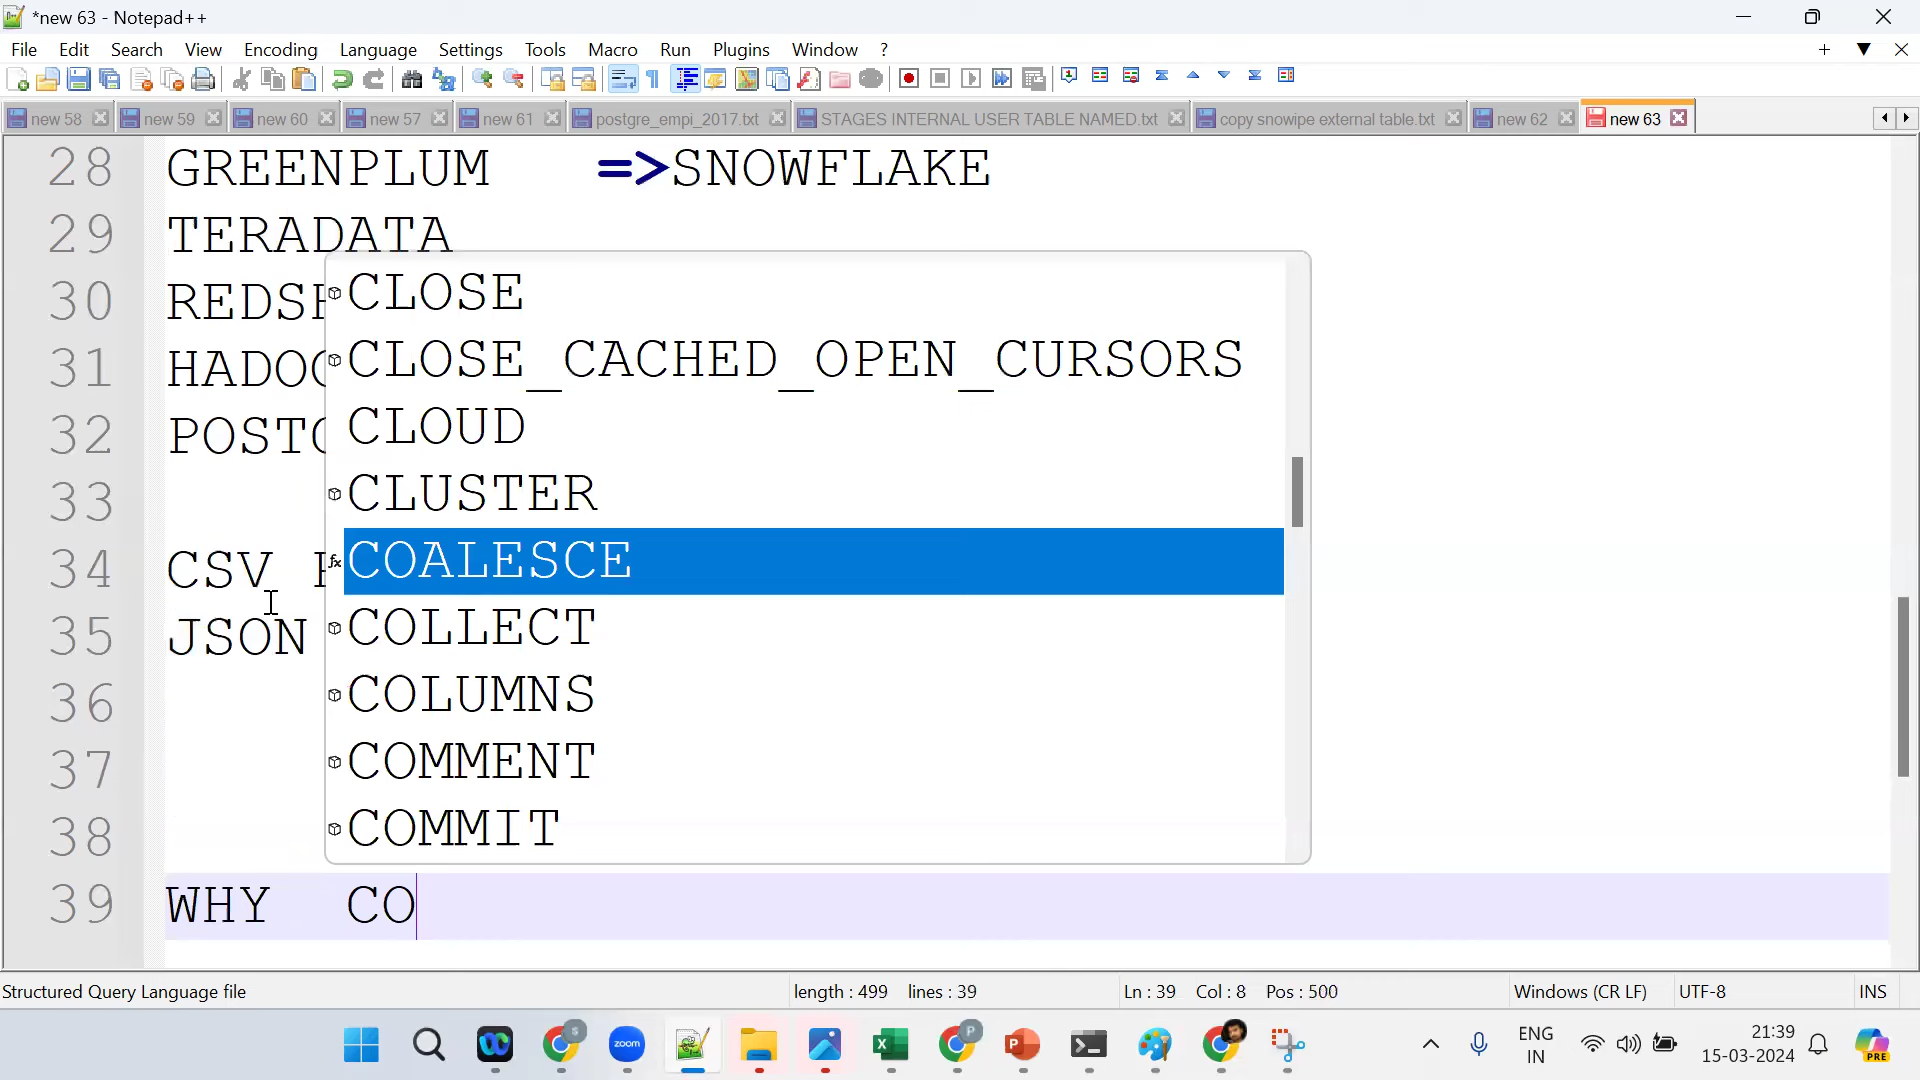 *new 63 - Notepad++
File Edit Search View Encoding Language Settings Tools Macro Run Plugins Window ?
new 58 new 59 new 60 new 57 new 61 postgre_empi_2017.txt STAGES INTERNAL USER TABLE NAMED.txt copy snowipe external table.txt new 62 new 63
28 GREENPLUM =>SNOWFLAKE
29 TERADATA
30 REDSH
31 HADOO
32 POSTG
33
34 CSV F
35 JSON
36
37
38
39 WHY CO
CLOSE
CLOSE_CACHED_OPEN_CURSORS
CLOUD
CLUSTER
COALESCE
COLLECT
COLUMNS
COMMENT
COMMIT
Structured Query Language file length : 499 lines : 39 Ln : 39 Col : 8 Pos : 500 Windows (CR LF) UTF-8 INS
zoom ENG IN 21:39 15-03-2024 PRE